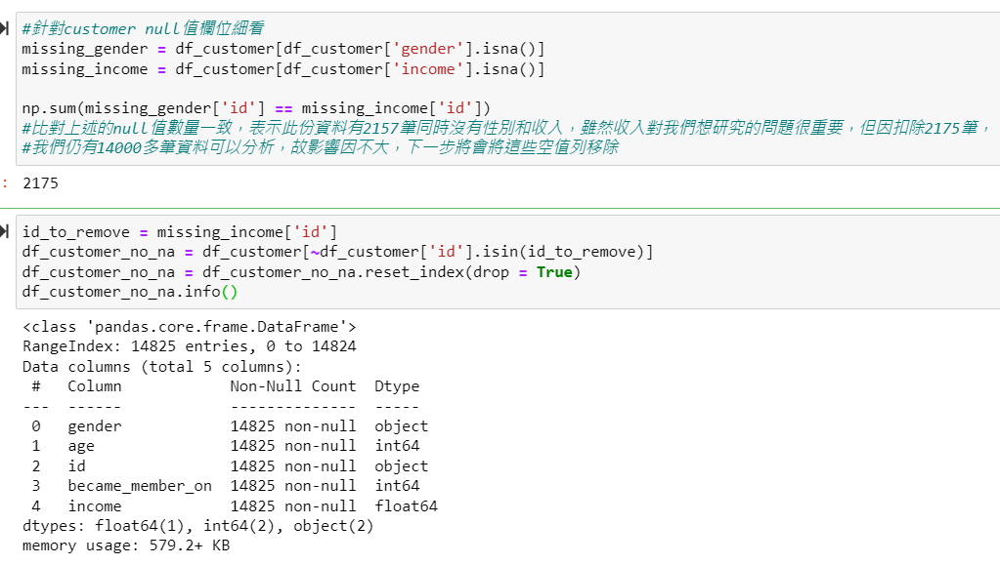 #針對customer null值欄位細看
missing_gender = df_customer[df_customer['gender'].isna()]
missing_income = df_customer[df_customer['income'].isna()]
np.sum(missing_gender['id'] == missing_income['id'])
#比對上述的null值數量一致，表示此份資料有2157筆同時沒有性別和收入，雖然收入對我們想研究的問題很重要，但因扣除2175筆，
#我們仍有14000多筆資料可以分析，故影響因不大，下一步將會將這些空值列移除
: 2175
id_to_remove = missing_income['id']
df_customer_no_na = df_customer[~df_customer['id'].isin(id_to_remove)]
df_customer_no_na = df_customer_no_na.reset_index(drop = True)
df_customer_no_na.info()
<class 'pandas.core.frame.DataFrame'>
RangeIndex: 14825 entries, 0 to 14824
Data columns (total 5 columns):
 #   Column            Non-Null Count  Dtype
---  ------            --------------  -----
 0   gender            14825 non-null  object
 1   age               14825 non-null  int64
 2   id                14825 non-null  object
 3   became_member_on  14825 non-null  int64
 4   income            14825 non-null  float64
dtypes: float64(1), int64(2), object(2)
memory usage: 579.2+ KB